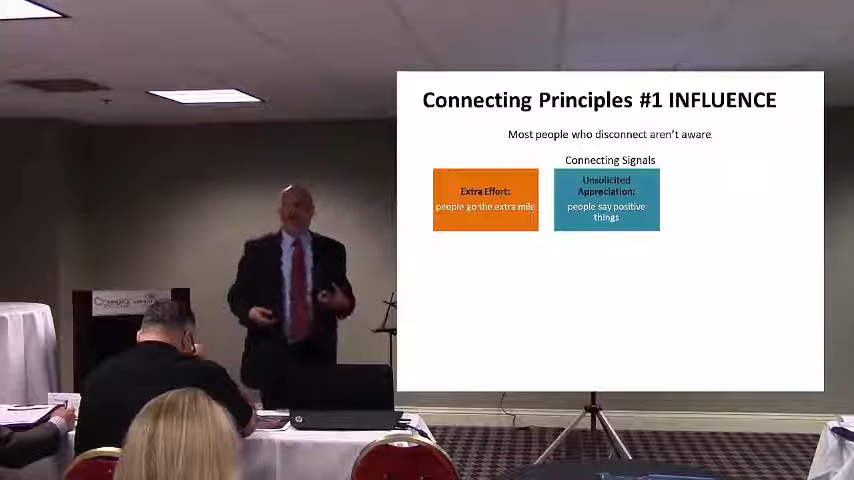 Connecting Principles #1 INFLUENCE
Most people who disconnect aren't aware
Connecting Signals
Extra Effort:
people go the extra mile
Unsolicited
Appreciation:
people say positive
things